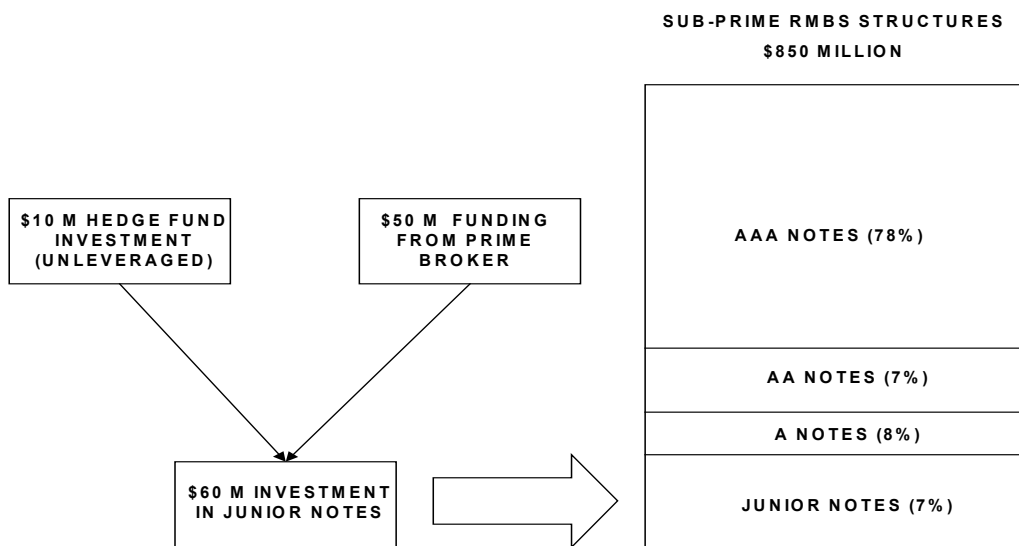 SUB-PRIME RMBS STRUCTURES
$850 MILLION
$10 M HEDGE FUND
INVESTMENT
(UNLEVERAGED)
$50 M FUNDING
FROM PRIME
BROKER
AAA NOTES (78%)
AA NOTES (7%)
A NOTES (8%)
$60 M INVESTMENT
IN JUNIOR NOTES
JUNIOR NOTES (7%)